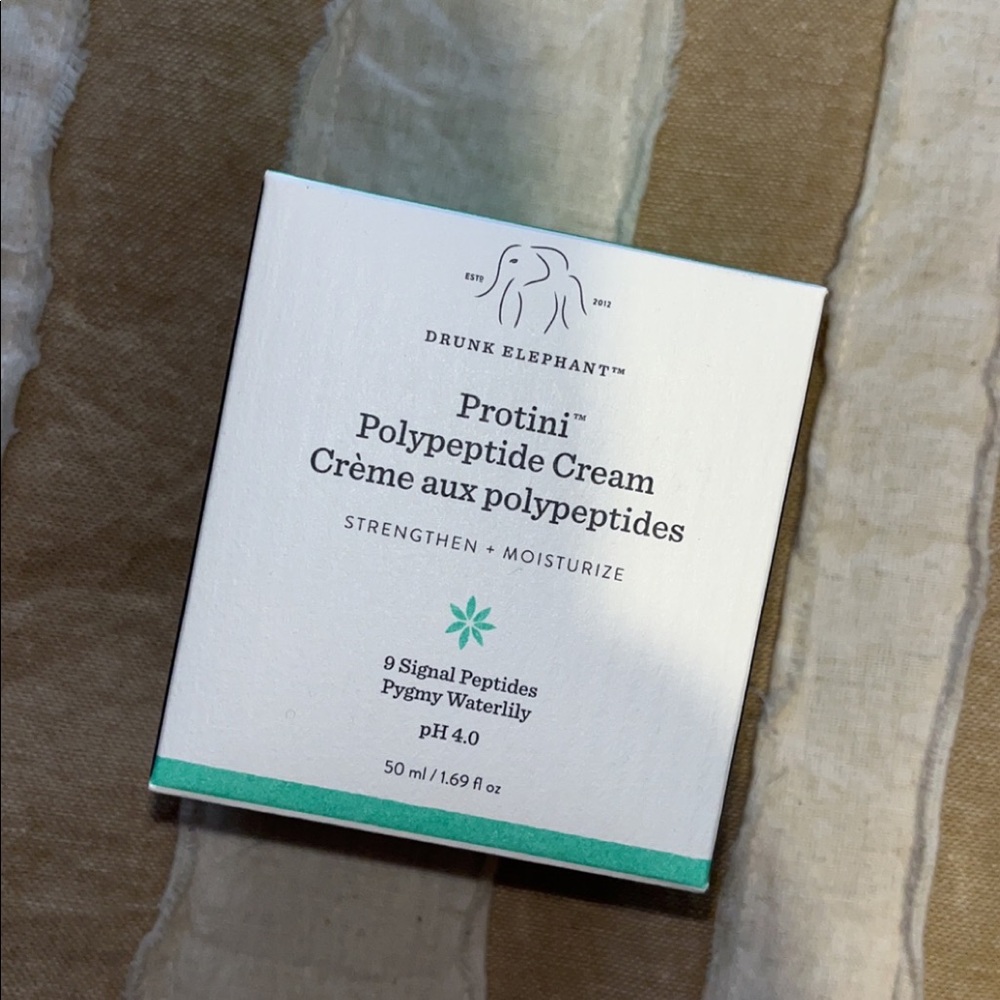 ESTD 2012
DRUNK ELEPHANT™
Protini™
Polypeptide Cream
Crème aux polypeptides
STRENGTHEN + MOISTURIZE
9 Signal Peptides
Pygmy Waterlily
pH 4.0
50 ml / 1.69 fl oz